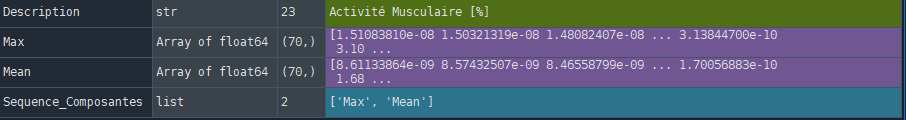 Description str 23 Activité Musculaire [%]
Max Array of float64 (70,) [1.51083810e-08 1.50321319e-08 1.48082407e-08 ... 3.13844700e-10
3.10 ...
Mean Array of float64 (70,) [8.61133864e-09 8.57432507e-09 8.46558799e-09 ... 1.70056883e-10
1.68 ...
Sequence_Composantes list 2 ['Max', 'Mean']